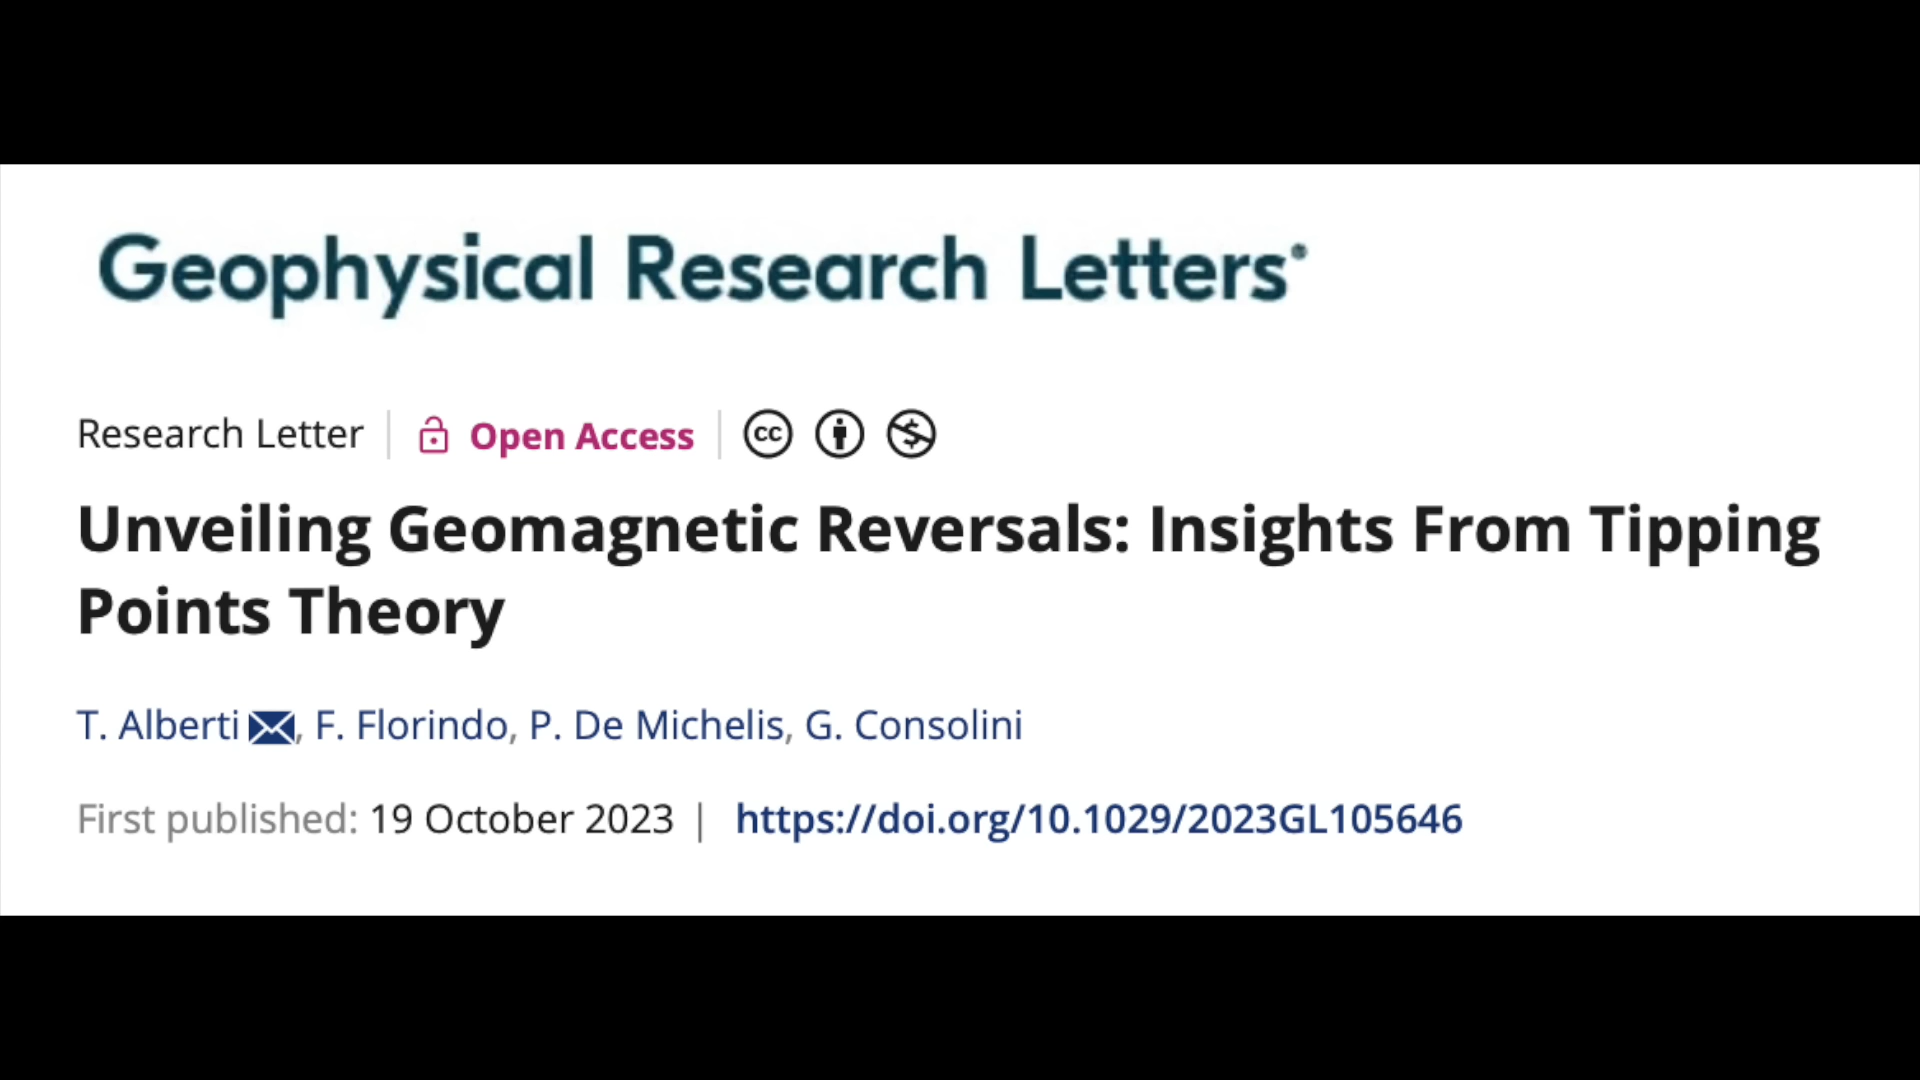 Geophysical Research Letters®
Research Letter | Open Access | cc
Unveiling Geomagnetic Reversals: Insights From Tipping
Points Theory
T. Alberti, F. Florindo, P. De Michelis, G. Consolini
First published: 19 October 2023 | https://doi.org/10.1029/2023GL105646